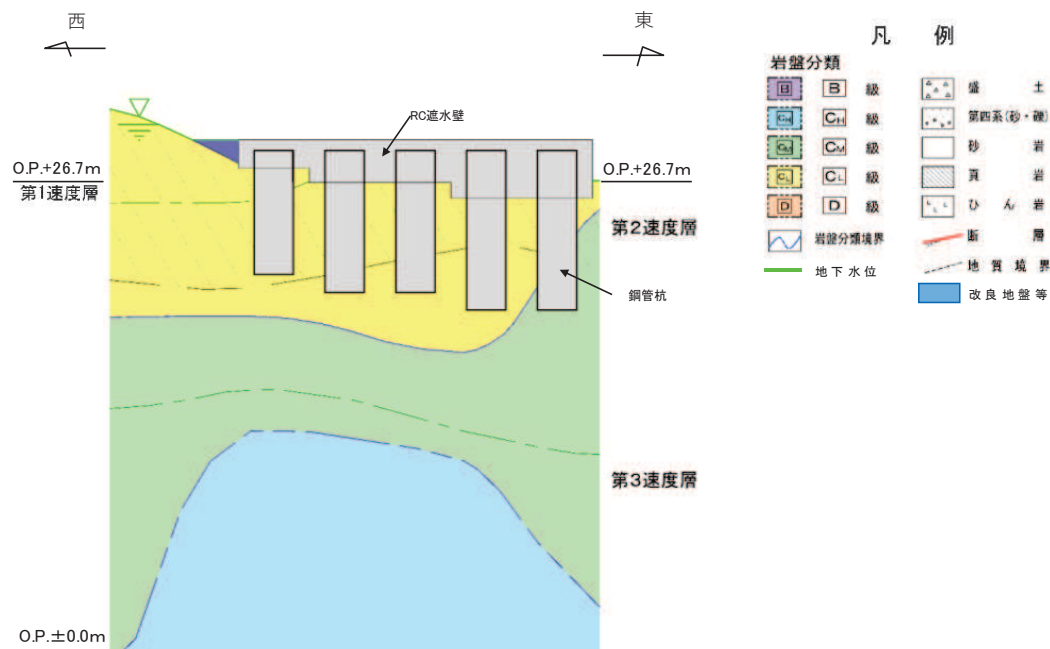 西
東
RC遮水壁
O.P.+26.7m
O.P.+26.7m
第1速度層
第2速度層
鋼管杭
第3速度層
O.P.±0.0m
凡 例
岩盤分類
B B 級
CH CH 級
CM CM 級
CL CL 級
D D 級
岩盤分類境界
地下水位
盛 土
第四系(砂・礫)
砂 岩
頁 岩
ひ ん 岩
断 層
地 質 境 界
改 良 地 盤 等